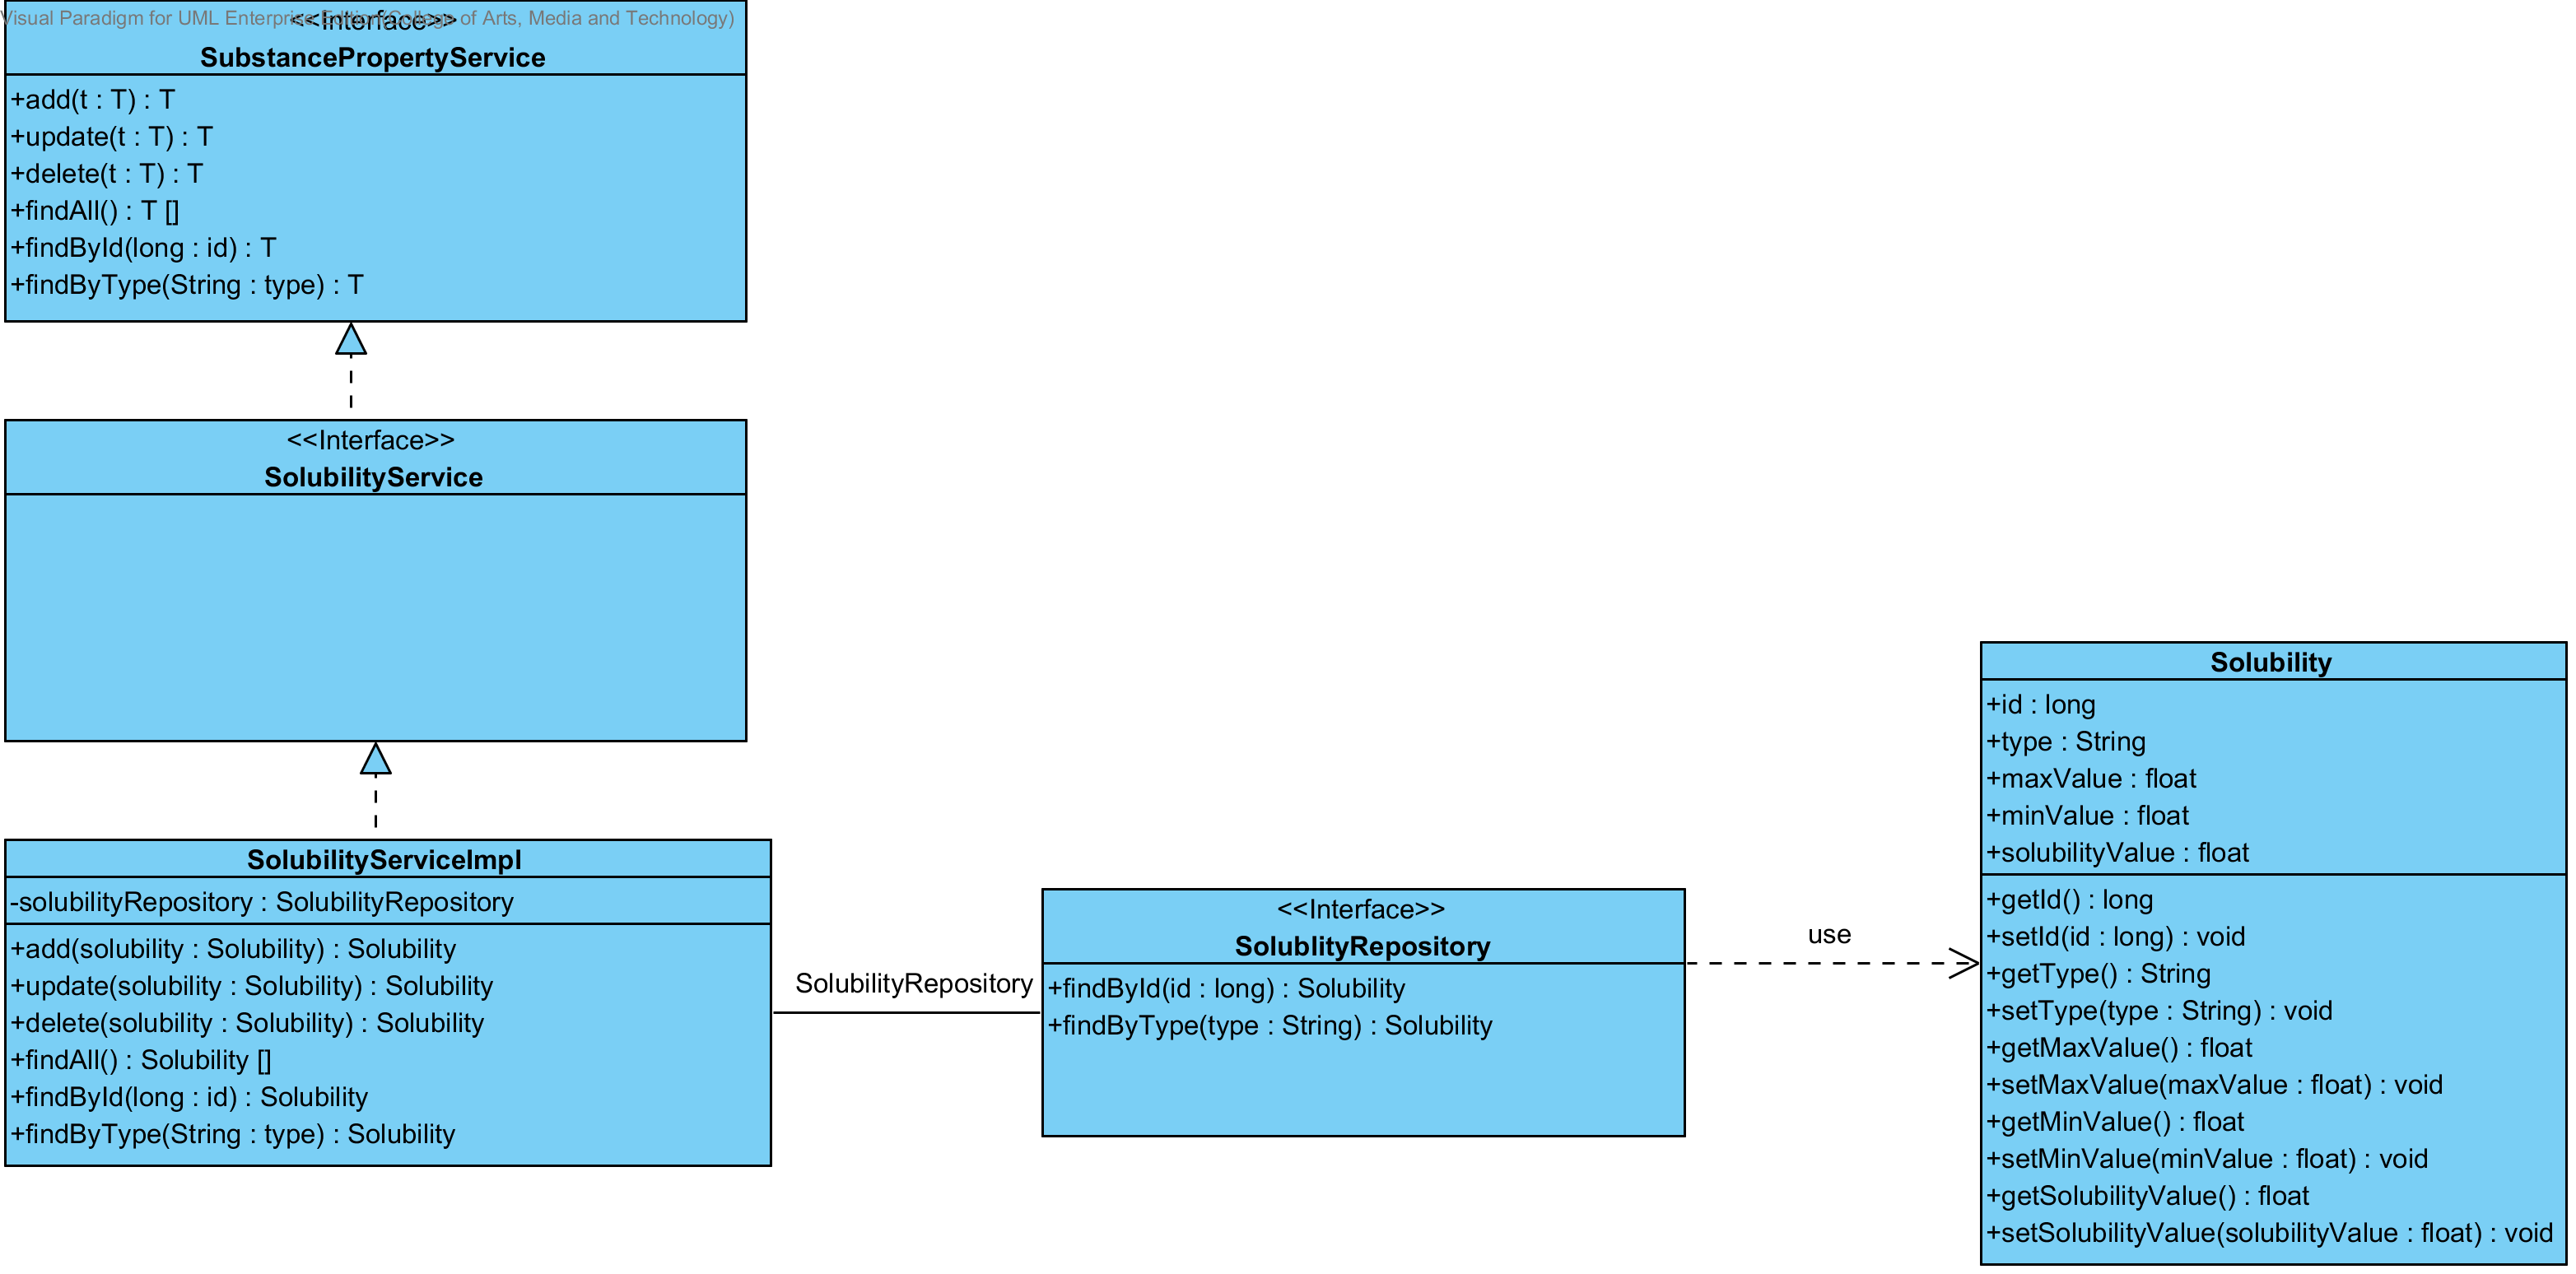 Visual Paradigm for UML Enterprise Edition(College of Arts, Media and Technology)
<<Interface>>
SubstancePropertyService
+add(t : T) : T
+update(t : T) : T
+delete(t : T) : T
+findAll() : T []
+findById(long : id) : T
+findByType(String : type) : T
<<Interface>>
SolubilityService
SolubilityServiceImpl
-solubilityRepository : SolubilityRepository
+add(solubility : Solubility) : Solubility
+update(solubility : Solubility) : Solubility
+delete(solubility : Solubility) : Solubility
+findAll() : Solubility []
+findById(long : id) : Solubility
+findByType(String : type) : Solubility
SolubilityRepository
<<Interface>>
SolublityRepository
+findById(id : long) : Solubility
+findByType(type : String) : Solubility
use
Solubility
+id : long
+type : String
+maxValue : float
+minValue : float
+solubilityValue : float
+getId() : long
+setId(id : long) : void
+getType() : String
+setType(type : String) : void
+getMaxValue() : float
+setMaxValue(maxValue : float) : void
+getMinValue() : float
+setMinValue(minValue : float) : void
+getSolubilityValue() : float
+setSolubilityValue(solubilityValue : float) : void